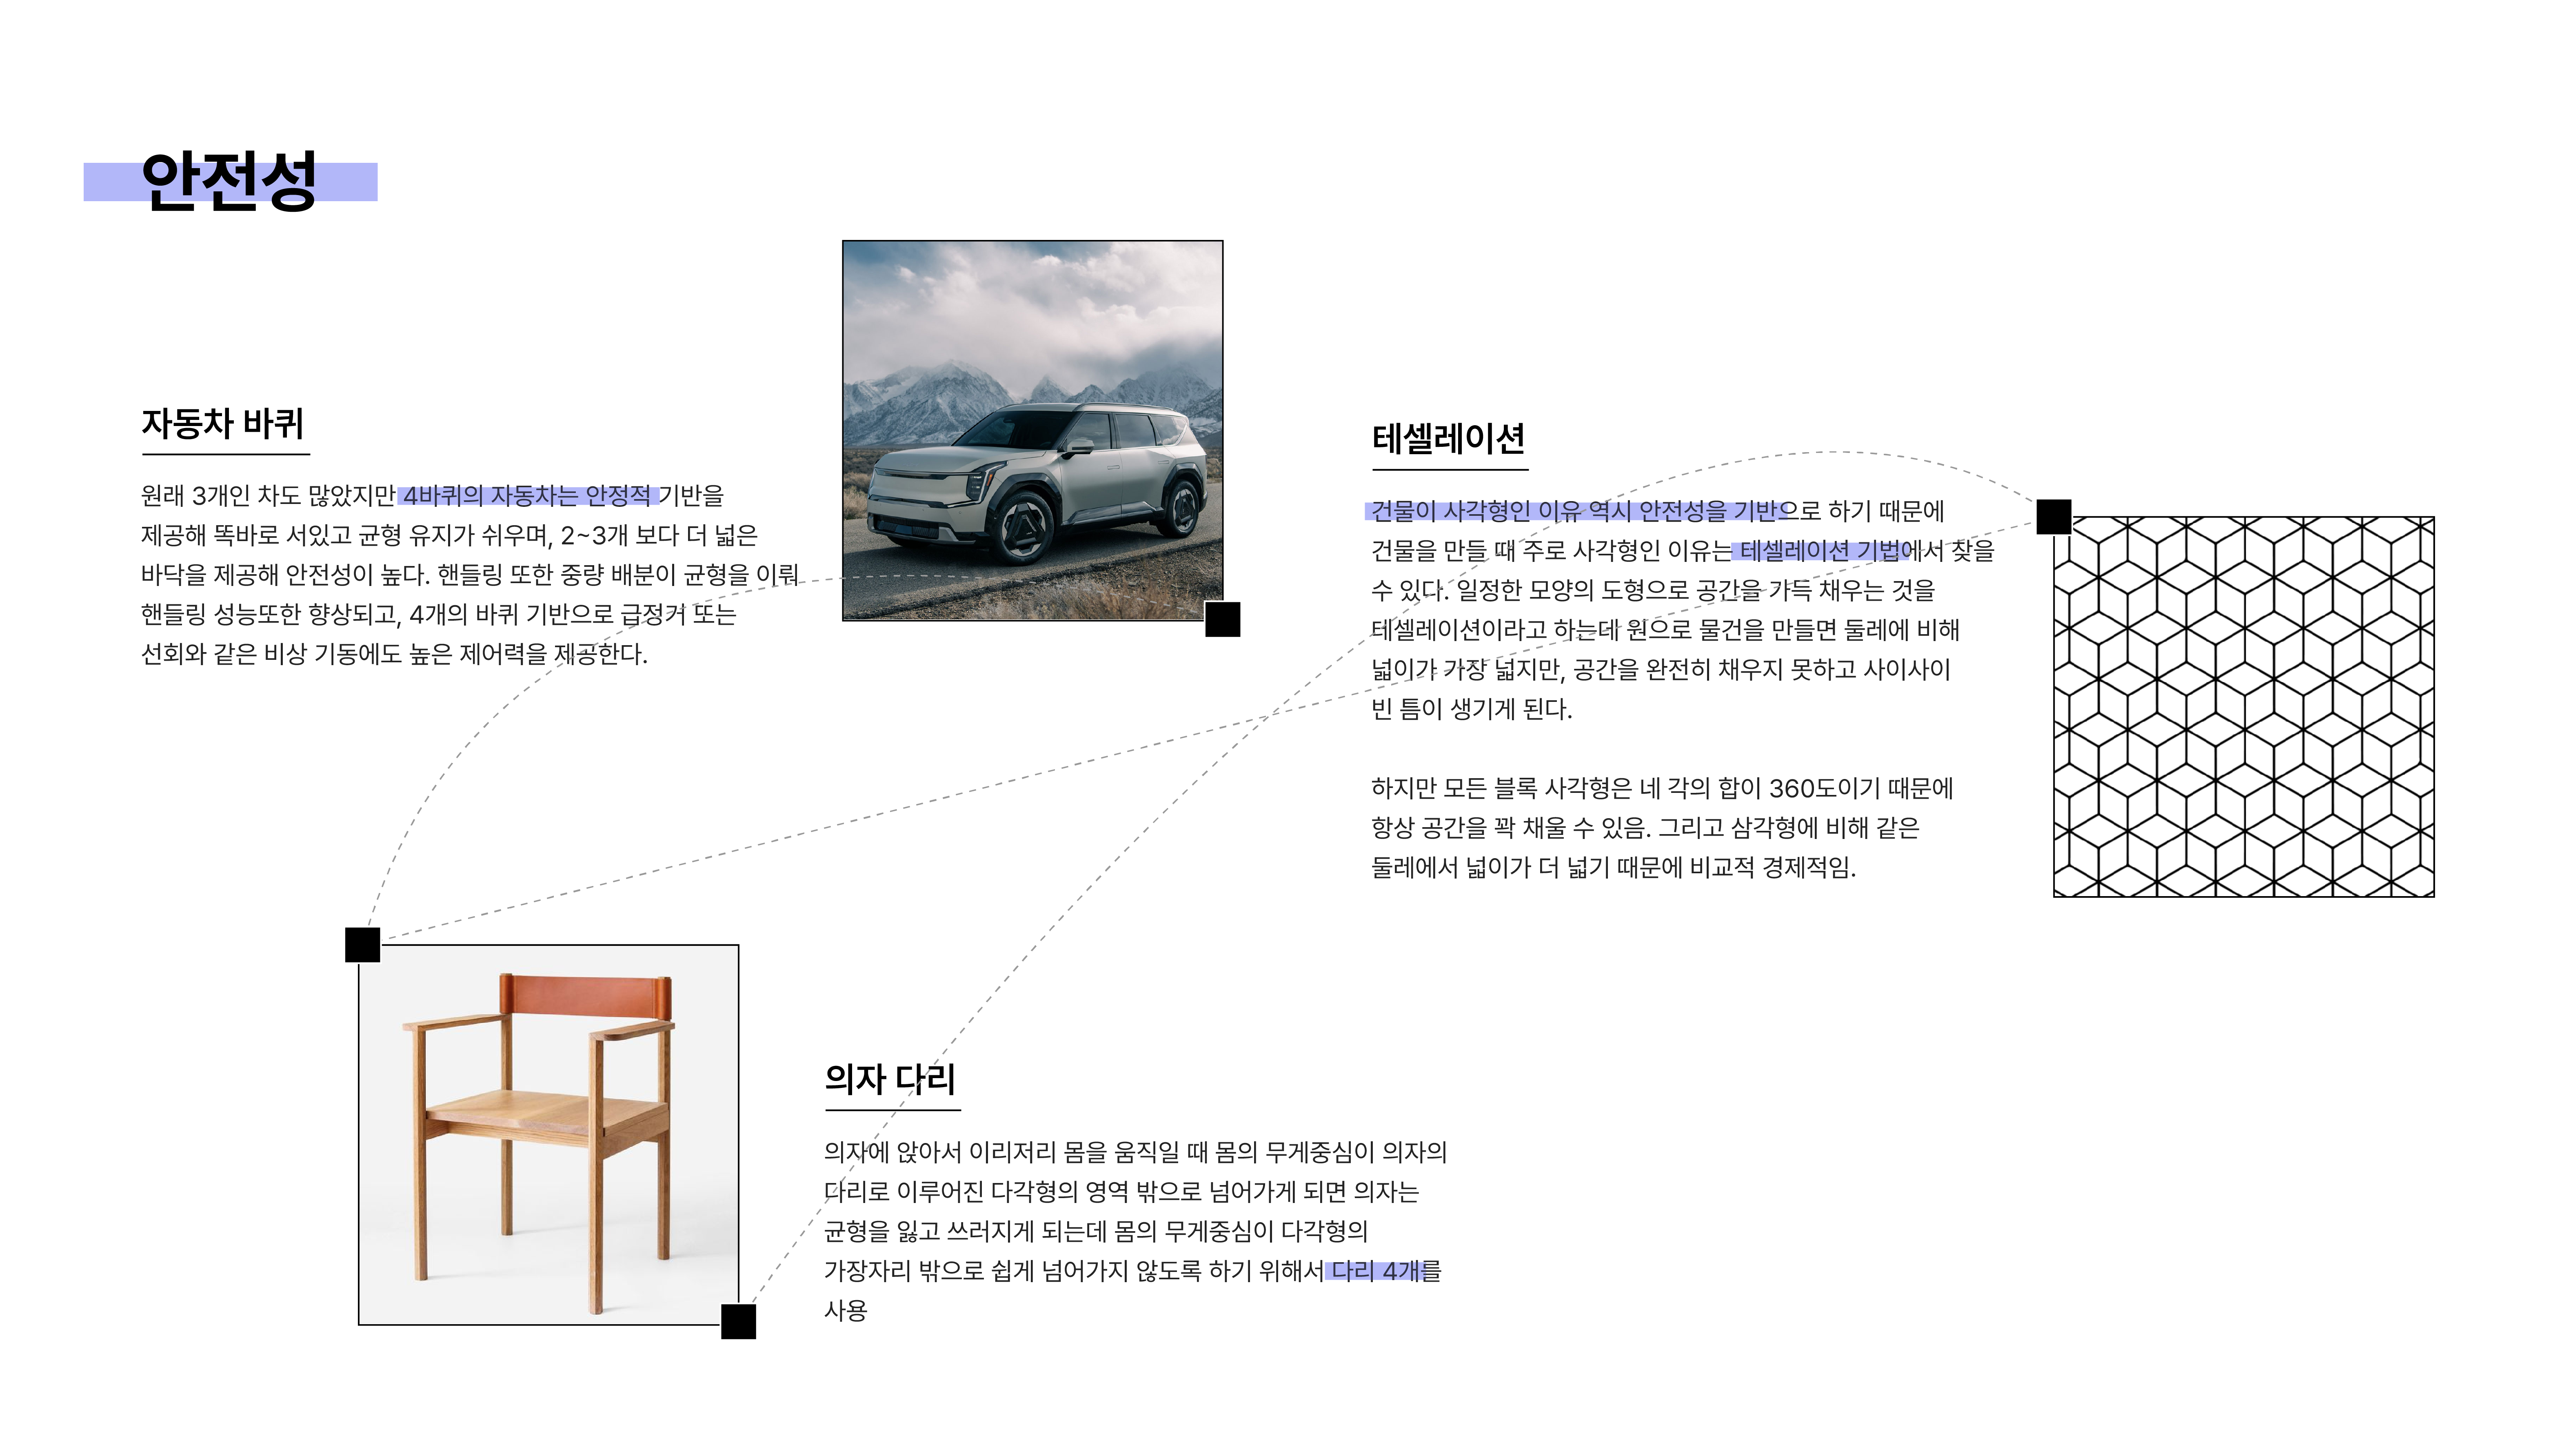 안전성
자동차 바퀴
원래 3개인 차도 많았지만 4바퀴의 자동차는 안정적 기반을
제공해 똑바로 서있고 균형 유지가 쉬우며, 2~3개 보다 더 넓은
바닥을 제공해 안전성이 높다. 핸들링 또한 중량 배분이 균형을 이뤄
핸들링 성능또한 향상되고, 4개의 바퀴 기반으로 급정거 또는
선회와 같은 비상 기동에도 높은 제어력을 제공한다.
테셀레이션
건물이 사각형인 이유 역시 안전성을 기반으로 하기 때문에
건물을 만들 때 주로 사각형인 이유는 테셀레이션 기법에서 찾을
수 있다. 일정한 모양의 도형으로 공간을 가득 채우는 것을
테셀레이션이라고 하는데 원으로 물건을 만들면 둘레에 비해
넓이가 가장 넓지만, 공간을 완전히 채우지 못하고 사이사이
빈 틈이 생기게 된다.
하지만 모든 블록 사각형은 네 각의 합이 360도이기 때문에
항상 공간을 꽉 채울 수 있음. 그리고 삼각형에 비해 같은
둘레에서 넓이가 더 넓기 때문에 비교적 경제적임.
의자 다리
의자에 앉아서 이리저리 몸을 움직일 때 몸의 무게중심이 의자의
다리로 이루어진 다각형의 영역 밖으로 넘어가게 되면 의자는
균형을 잃고 쓰러지게 되는데 몸의 무게중심이 다각형의
가장자리 밖으로 쉽게 넘어가지 않도록 하기 위해서 다리 4개를
사용